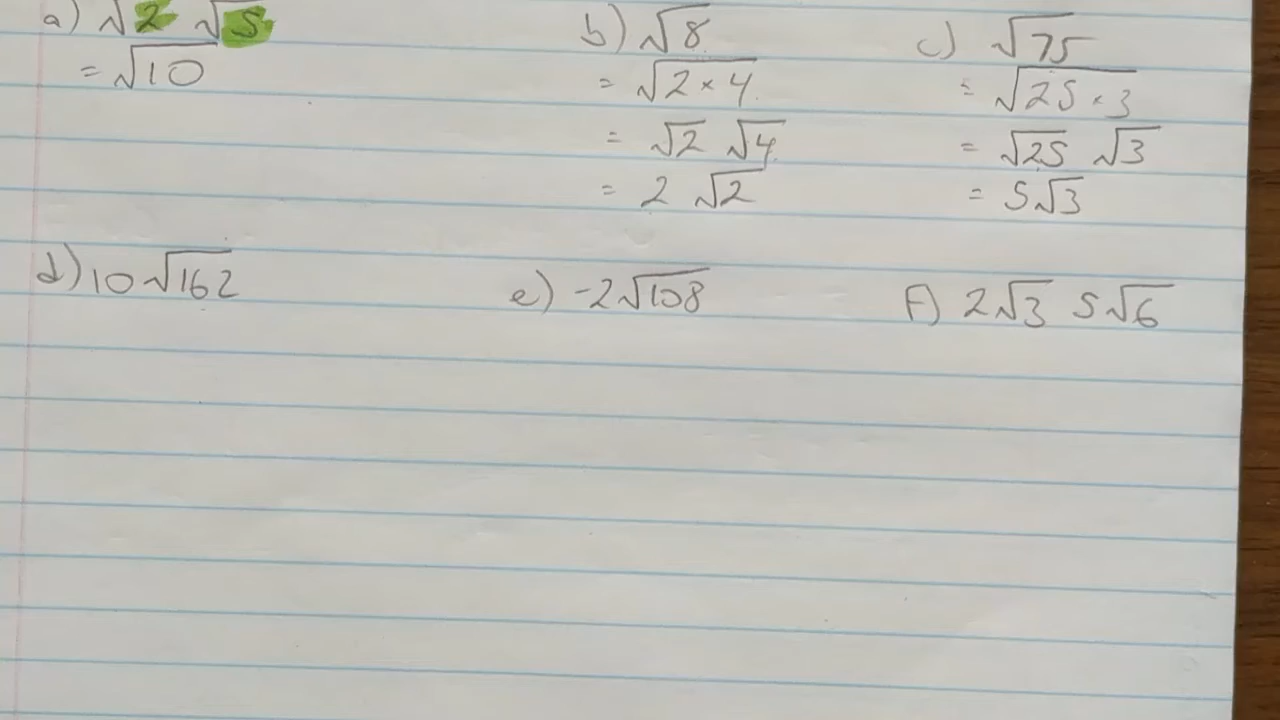 a) √2 √5
= √10
b) √8
= √2 × 4
= √2 √4
= 2 √2
c) √75
= √25 × 3
= √25 √3
= 5√3
d) 10√162
e) -2√108
F) 2√3 5√6